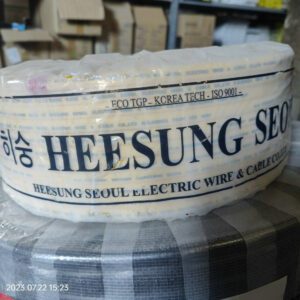 - ECO TGP - KOREA TECH - ISO 9001 -
하승 HEESUNG SEO
HEESUNG SEOUL ELECTRIC WIRE & CABLE CO.
2023 07 22 15:23